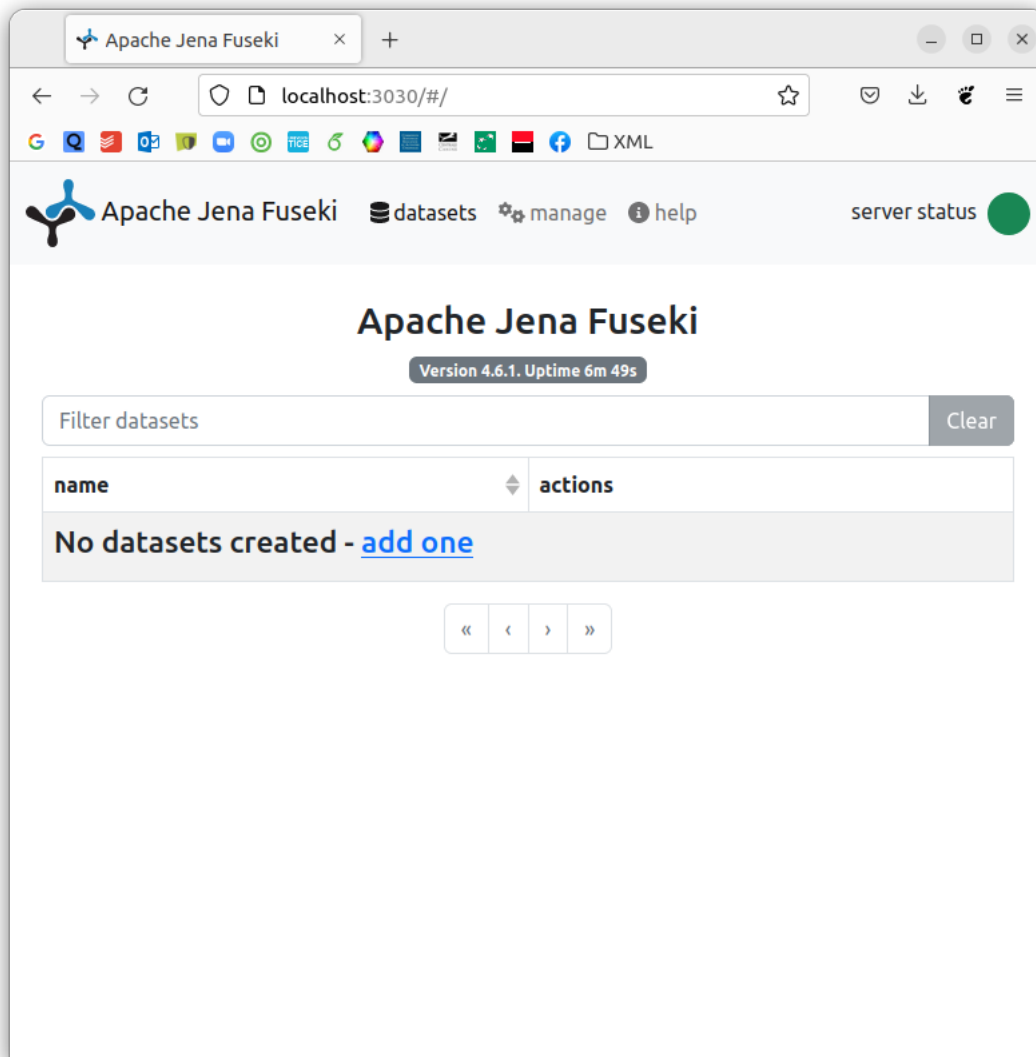 Apache Jena Fuseki
localhost:3030/#/
XML
Apache Jena Fuseki datasets manage help server status
Apache Jena Fuseki
Version 4.6.1. Uptime 6m 49s
Filter datasets Clear
name actions
No datasets created - add one
« ‹ › »